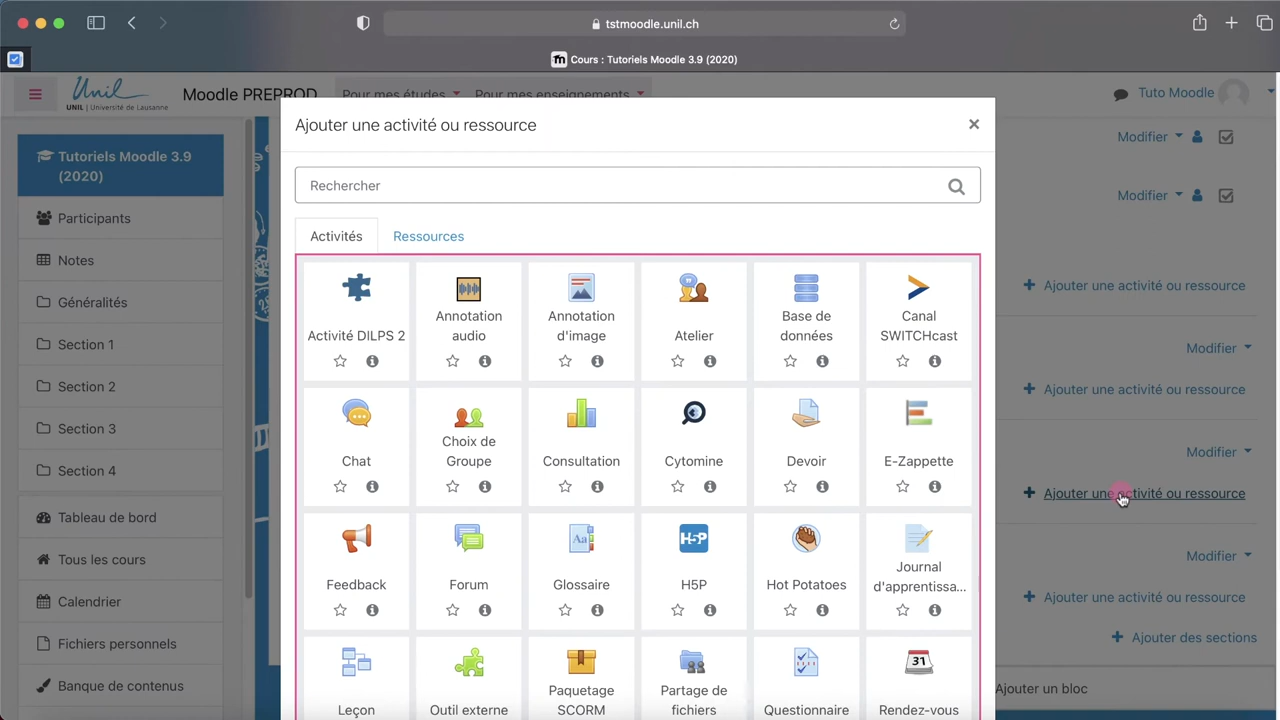 tstmoodle.unil.ch
Cours : Tutoriels Moodle 3.9 (2020)
Unil
UNIL | Université de Lausanne
Moodle PREPROD
Pour mes études
Pour mes enseignements
Tuto Moodle
Tutoriels Moodle 3.9
(2020)
Participants
Notes
Généralités
Section 1
Section 2
Section 3
Section 4
Tableau de bord
Tous les cours
Calendrier
Fichiers personnels
Banque de contenus
Ajouter une activité ou ressource
×
Rechercher
Activités
Ressources
Activité DILPS 2
Annotation
audio
Annotation
d'image
Atelier
Base de
données
Canal
SWITCHcast
Chat
Choix de
Groupe
Consultation
Cytomine
Devoir
E-Zappette
Feedback
Forum
Aa
Glossaire
H5P
H5P
Hot Potatoes
Journal
d'apprentissa...
Leçon
Outil externe
Paquetage
SCORM
Partage de
fichiers
Questionnaire
31
Rendez-vous
Modifier
Modifier
Ajouter une activité ou ressource
Modifier
Ajouter une activité ou ressource
Modifier
Ajouter une activité ou ressource
Modifier
Ajouter une activité ou ressource
Ajouter des sections
Ajouter un bloc